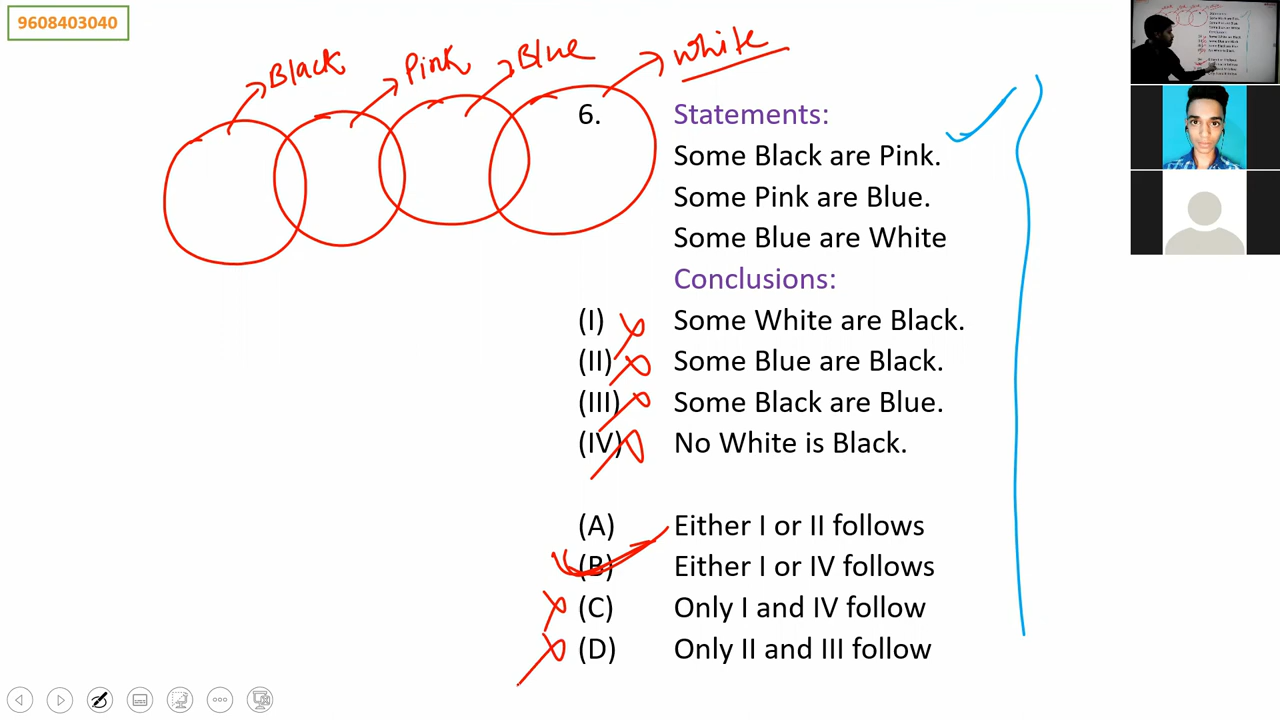 9608403040
Black
Pink
Blue
white
6. Statements:
Some Black are Pink.
Some Pink are Blue.
Some Blue are White
Conclusions:
(I) Some White are Black.
(II) Some Blue are Black.
(III) Some Black are Blue.
(IV) No White is Black.
(A) Either I or II follows
(B) Either I or IV follows
(C) Only I and IV follow
(D) Only II and III follow